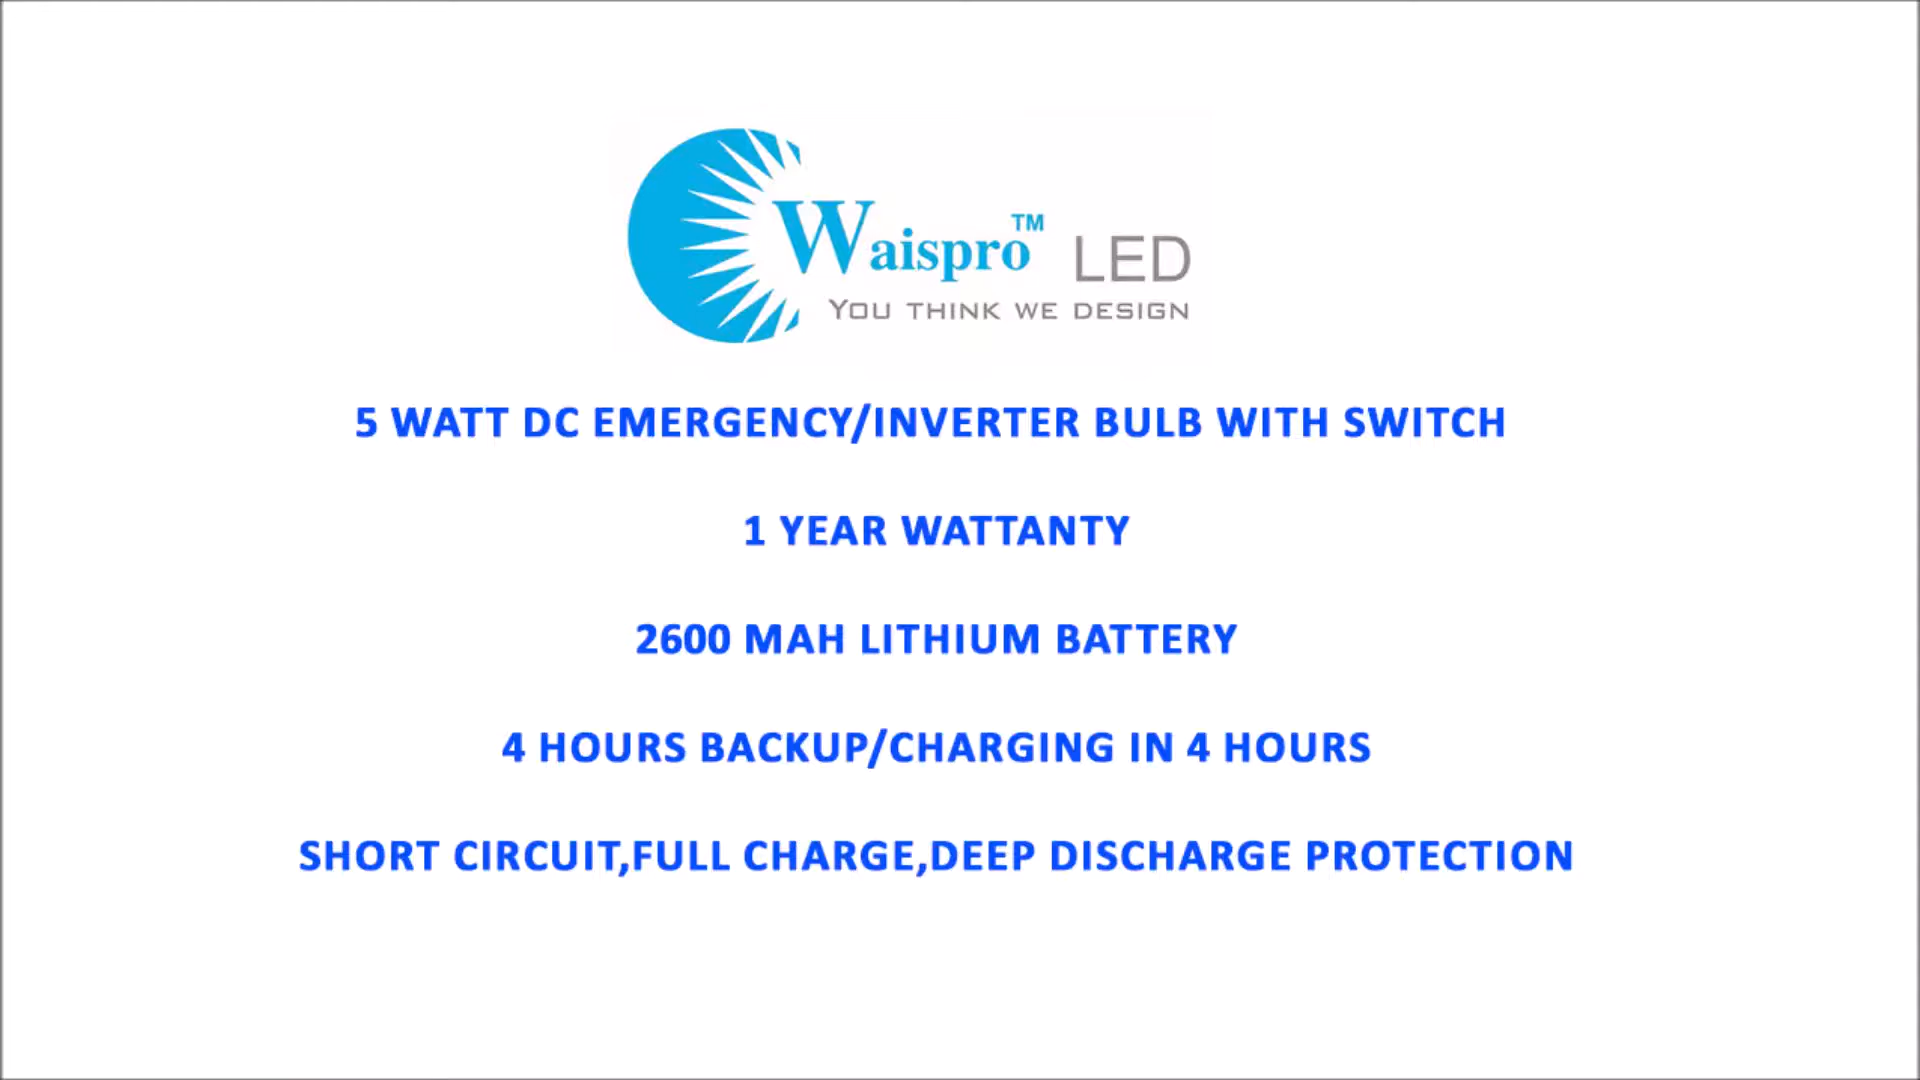 Waispro™ LED
YOU THINK WE DESIGN
5 WATT DC EMERGENCY/INVERTER BULB WITH SWITCH
1 YEAR WATTANTY
2600 MAH LITHIUM BATTERY
4 HOURS BACKUP/CHARGING IN 4 HOURS
SHORT CIRCUIT,FULL CHARGE,DEEP DISCHARGE PROTECTION